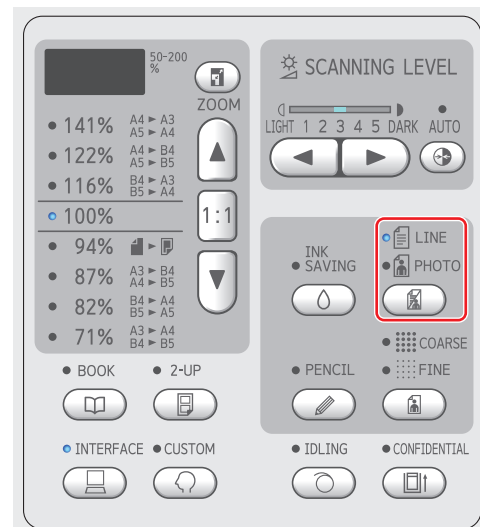 50-200
%
ZOOM
141% A4 ► A3
A5 ► A4
122% A4 ► B4
A5 ► B5
116% B4 ► A3
B5 ► A4
100%
1:1
94%
87% A3 ► B4
A4 ► B5
82% B4 ► A4
B5 ► A5
71% A3 ► A4
B4 ► B5
BOOK
2-UP
INTERFACE
CUSTOM
SCANNING LEVEL
LIGHT 1 2 3 4 5 DARK
AUTO
INK
SAVING
LINE
PHOTO
PENCIL
COARSE
FINE
IDLING
CONFIDENTIAL